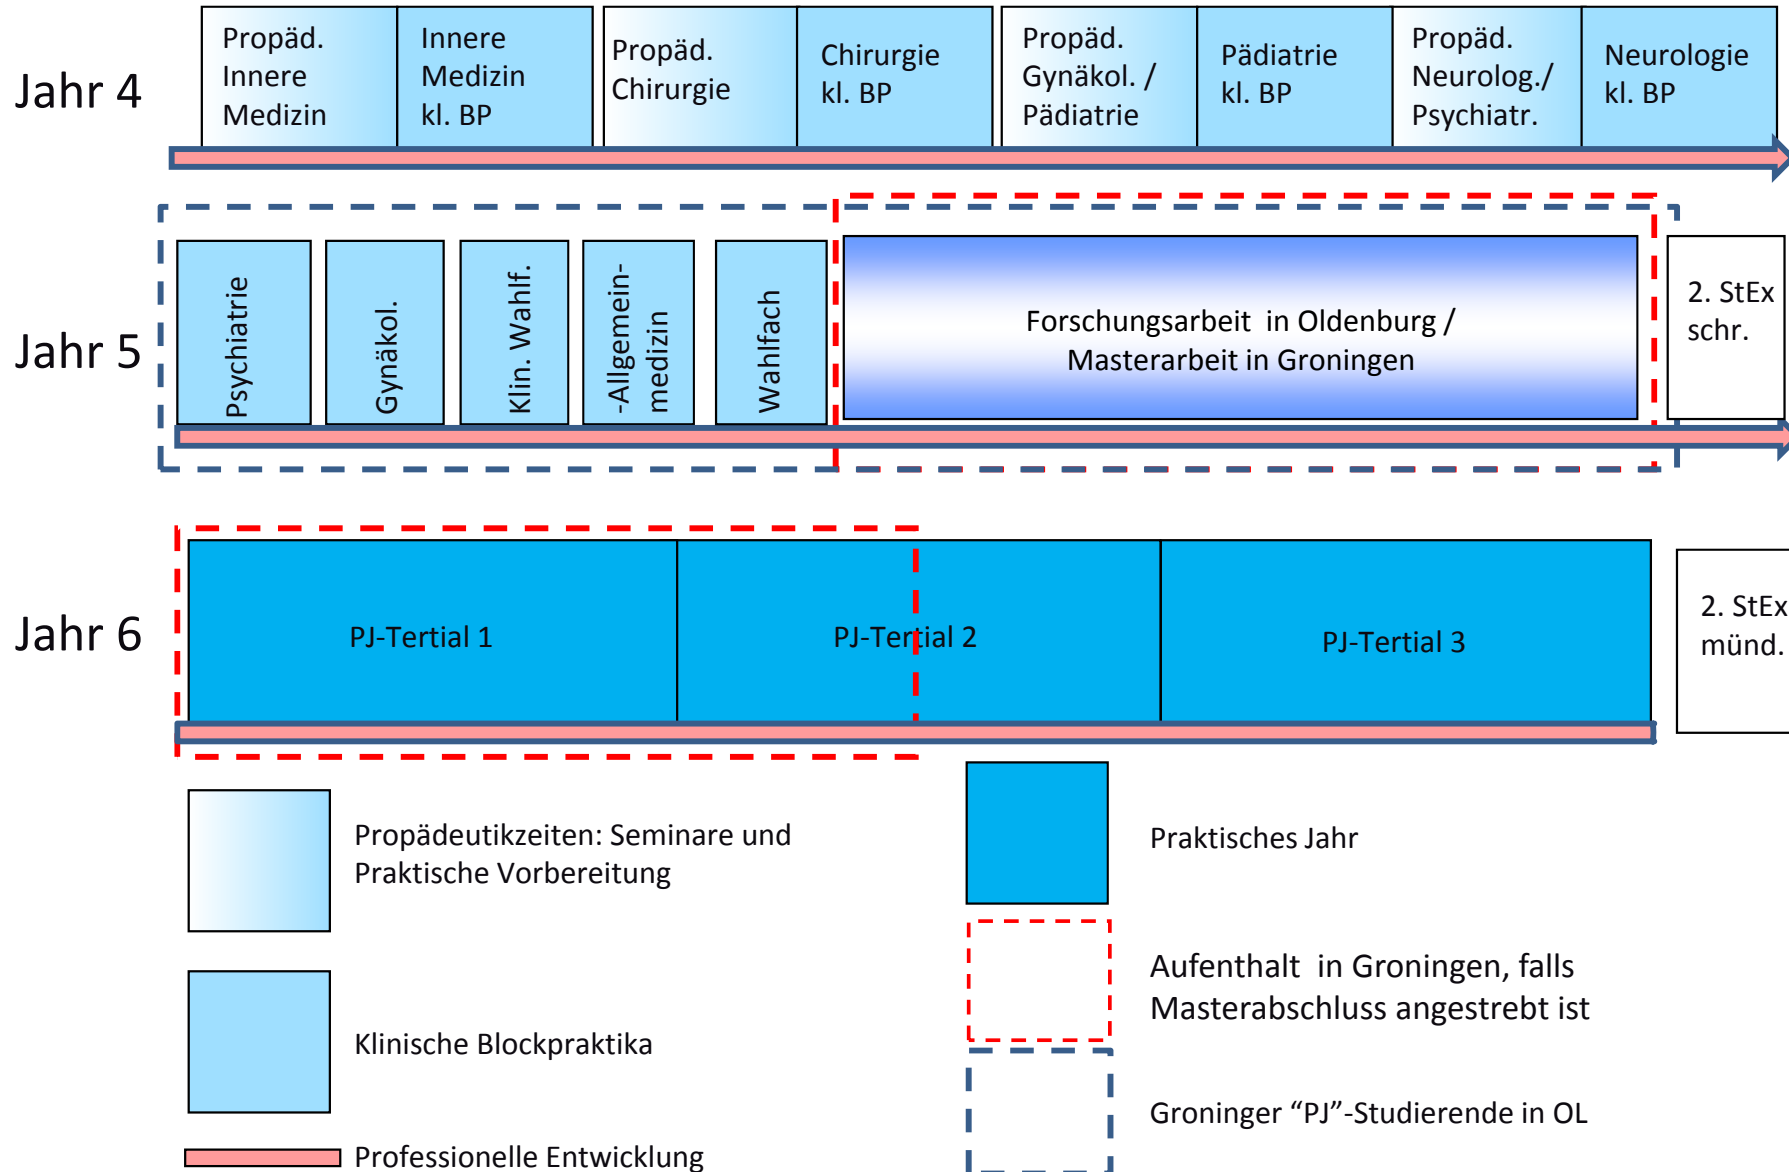 Jahr 4
Propäd.
Innere
Medizin
Innere
Medizin
kl. BP
Propäd.
Chirurgie
Chirurgie
kl. BP
Propäd.
Gynäkol. /
Pädiatrie
Pädiatrie
kl. BP
Propäd.
Neurolog./
Psychiatr.
Neurologie
kl. BP
Jahr 5
Psychiatrie
Gynäkol.
Klin. Wahlf.
-Allgemein-
medizin
Wahlfach
Forschungsarbeit in Oldenburg /
Masterarbeit in Groningen
2. StEx
schr.
Jahr 6
PJ-Tertial 1
PJ-Tertial 2
PJ-Tertial 3
2. StEx
münd.
Propädeutikzeiten: Seminare und
Praktische Vorbereitung
Klinische Blockpraktika
Professionelle Entwicklung
Praktisches Jahr
Aufenthalt in Groningen, falls
Masterabschluss angestrebt ist
Groninger “PJ”-Studierende in OL